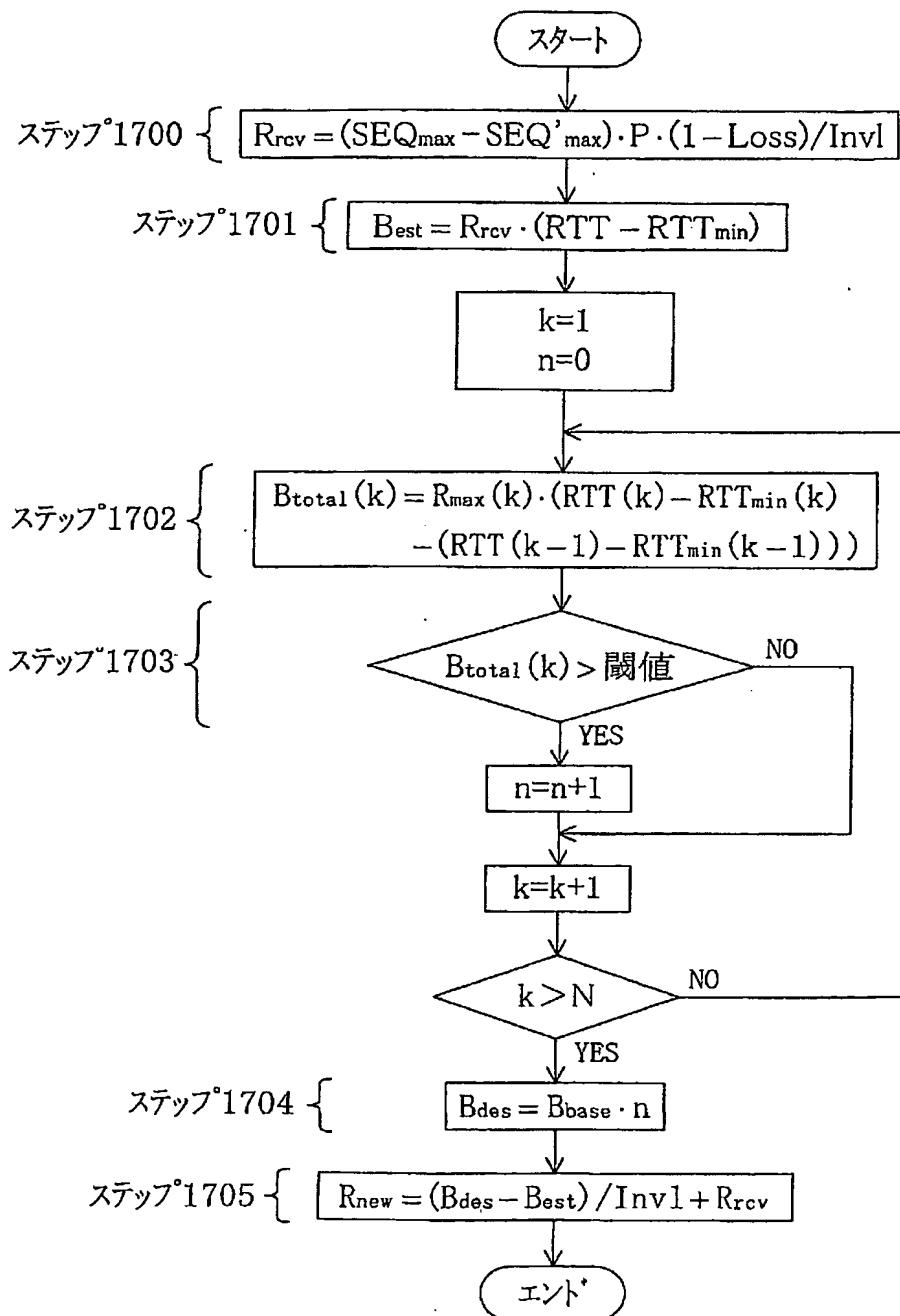 スタート
ステップ1700
Rrcv=(SEQmax-SEQ'max)·P·(1-Loss)/Invl
ステップ1701
Best=Rrcv·(RTT-RTTmin)
k=1
n=0
ステップ1702
Btotal(k)=Rmax(k)·(RTT(k)-RTTmin(k)
-(RTT(k-1)-RTTmin(k-1)))
ステップ1703
Btotal(k)>閾値
NO
YES
n=n+1
k=k+1
k>N
NO
YES
ステップ1704
Bdes=Bbase·n
ステップ1705
Rnew=(Bdes-Best)/Invl+Rrcv
エンド